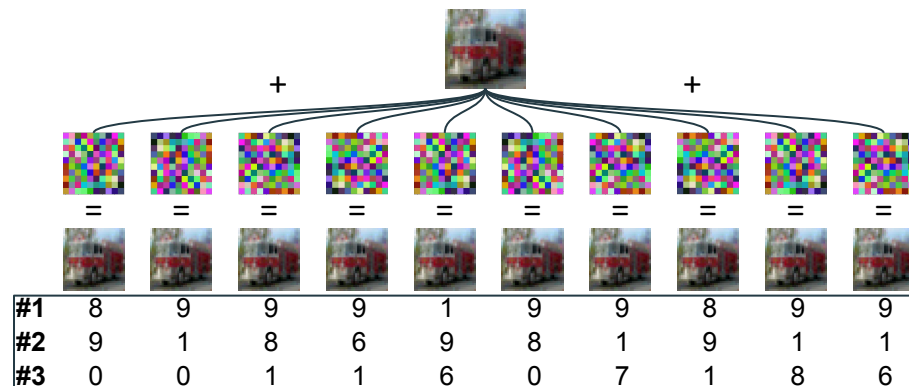 + +
= = = = = = = = = =
#1 8 9 9 9 1 9 9 8 9 9
#2 9 1 8 6 9 8 1 9 1 1
#3 0 0 1 1 6 0 7 1 8 6